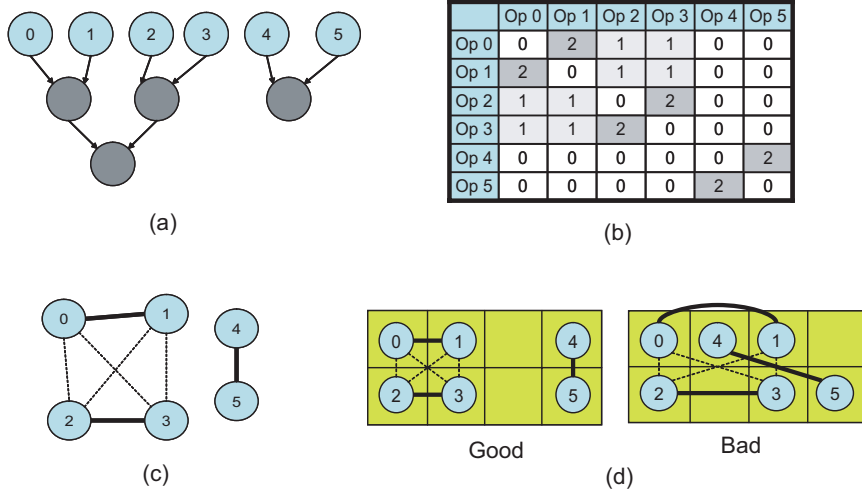 0 1 2 3 4 5
(a)
Op 0 Op 1 Op 2 Op 3 Op 4 Op 5
Op 0 0 2 1 1 0 0
Op 1 2 0 1 1 0 0
Op 2 1 1 0 2 0 0
Op 3 1 1 2 0 0 0
Op 4 0 0 0 0 0 2
Op 5 0 0 0 0 2 0
(b)
0 1
2 3
4
5
(c)
0 1 4
2 3 5
Good
0 4 1
2 3 5
Bad
(d)